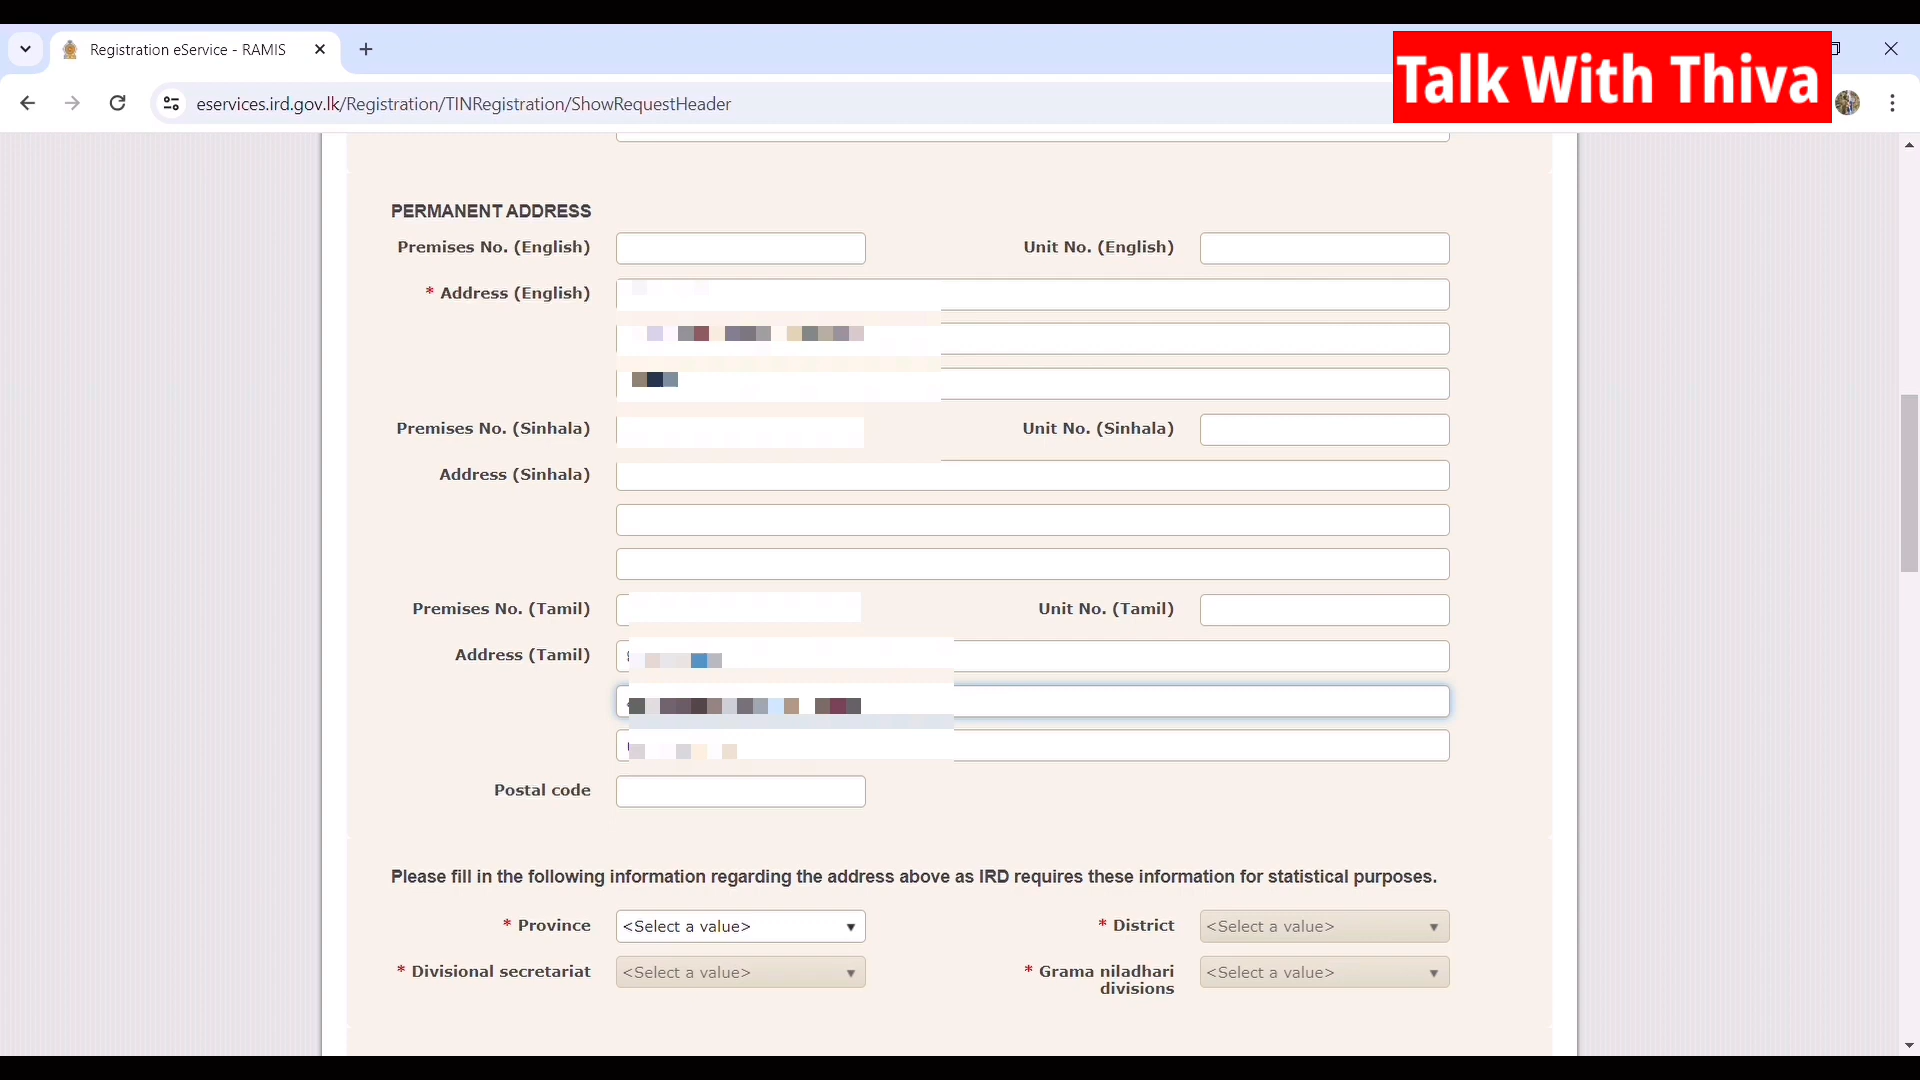 Registration eService - RAMIS
Talk With Thiva
eservices.ird.gov.lk/Registration/TINRegistration/ShowRequestHeader
PERMANENT ADDRESS
Premises No. (English)
Unit No. (English)
* Address (English)
Premises No. (Sinhala)
Unit No. (Sinhala)
Address (Sinhala)
Premises No. (Tamil)
Unit No. (Tamil)
Address (Tamil)
Postal code
Please fill in the following information regarding the address above as IRD requires these information for statistical purposes.
* Province <Select a value>
* District <Select a value>
* Divisional secretariat <Select a value>
* Grama niladhari
divisions
<Select a value>